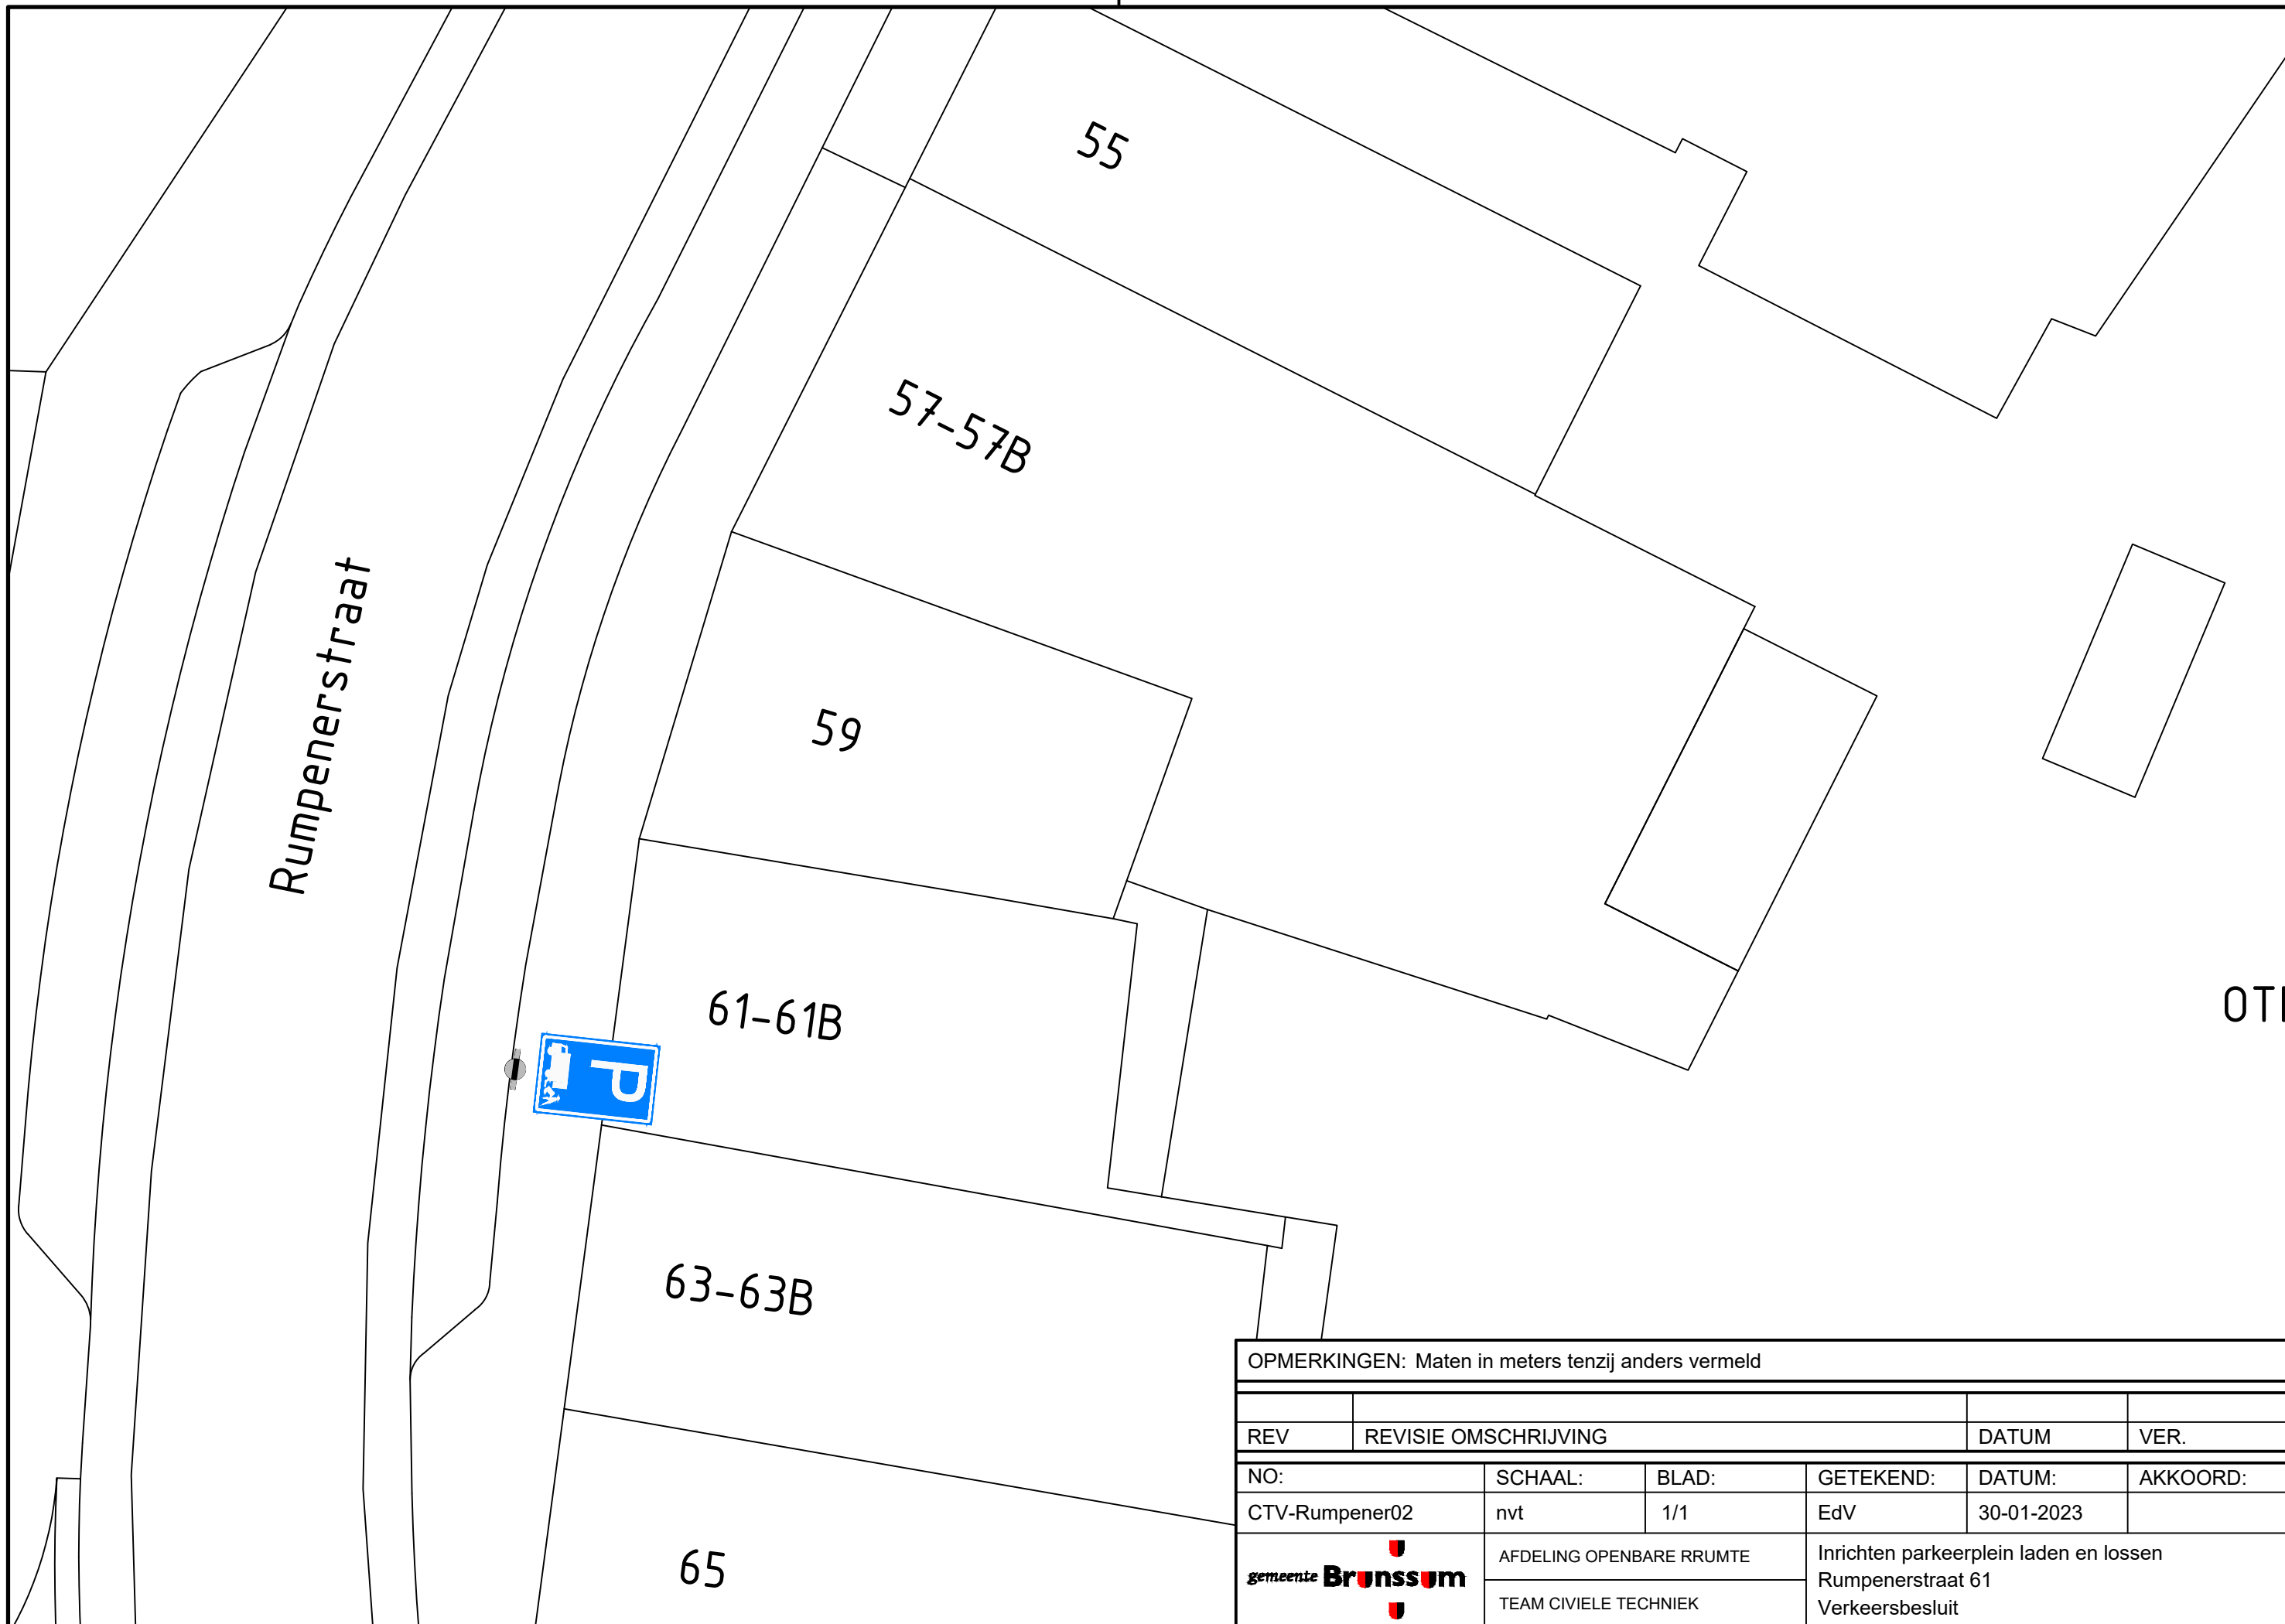 55
57-57B
Rumpenerstraat
59
61-61B
P
63-63B
65
OPMERKINGEN: Maten in meters tenzij anders vermeld
REV REVISIE OMSCHRIJVING DATUM VER.
NO: SCHAAL: BLAD: GETEKEND: DATUM: AKKOORD:
CTV-Rumpener02 nvt 1/1 EdV 30-01-2023
gemeente Brunssum
AFDELING OPENBARE RRUMTE
TEAM CIVIELE TECHNIEK
Inrichten parkeerplein laden en lossen
Rumpenerstraat 61
Verkeersbesluit